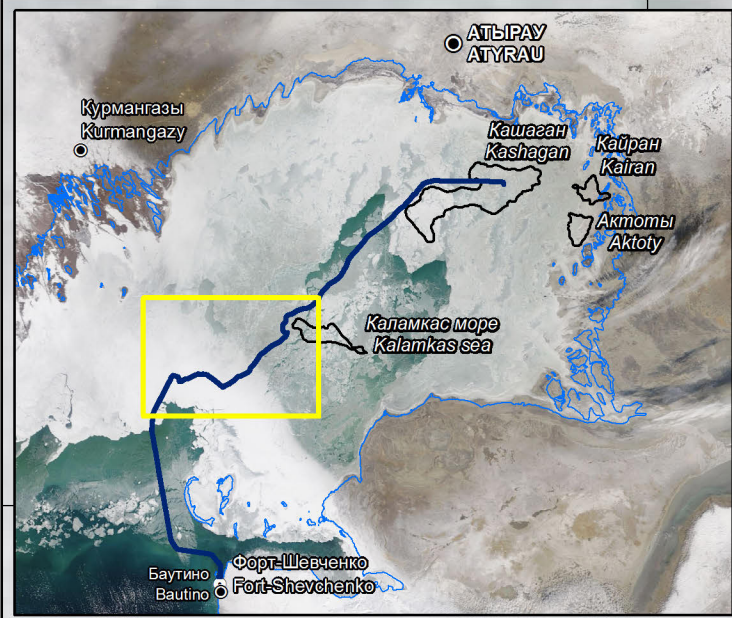 АТЫРАУ
ATYRAU
Курмангазы
Kurmangazy
Кашаган
Kashagan
Кайран
Kairan
Актоты
Aktoty
Каламкас море
Kalamkas sea
Форт-Шевченко
Fort-Shevchenko
Баутино
Bautino